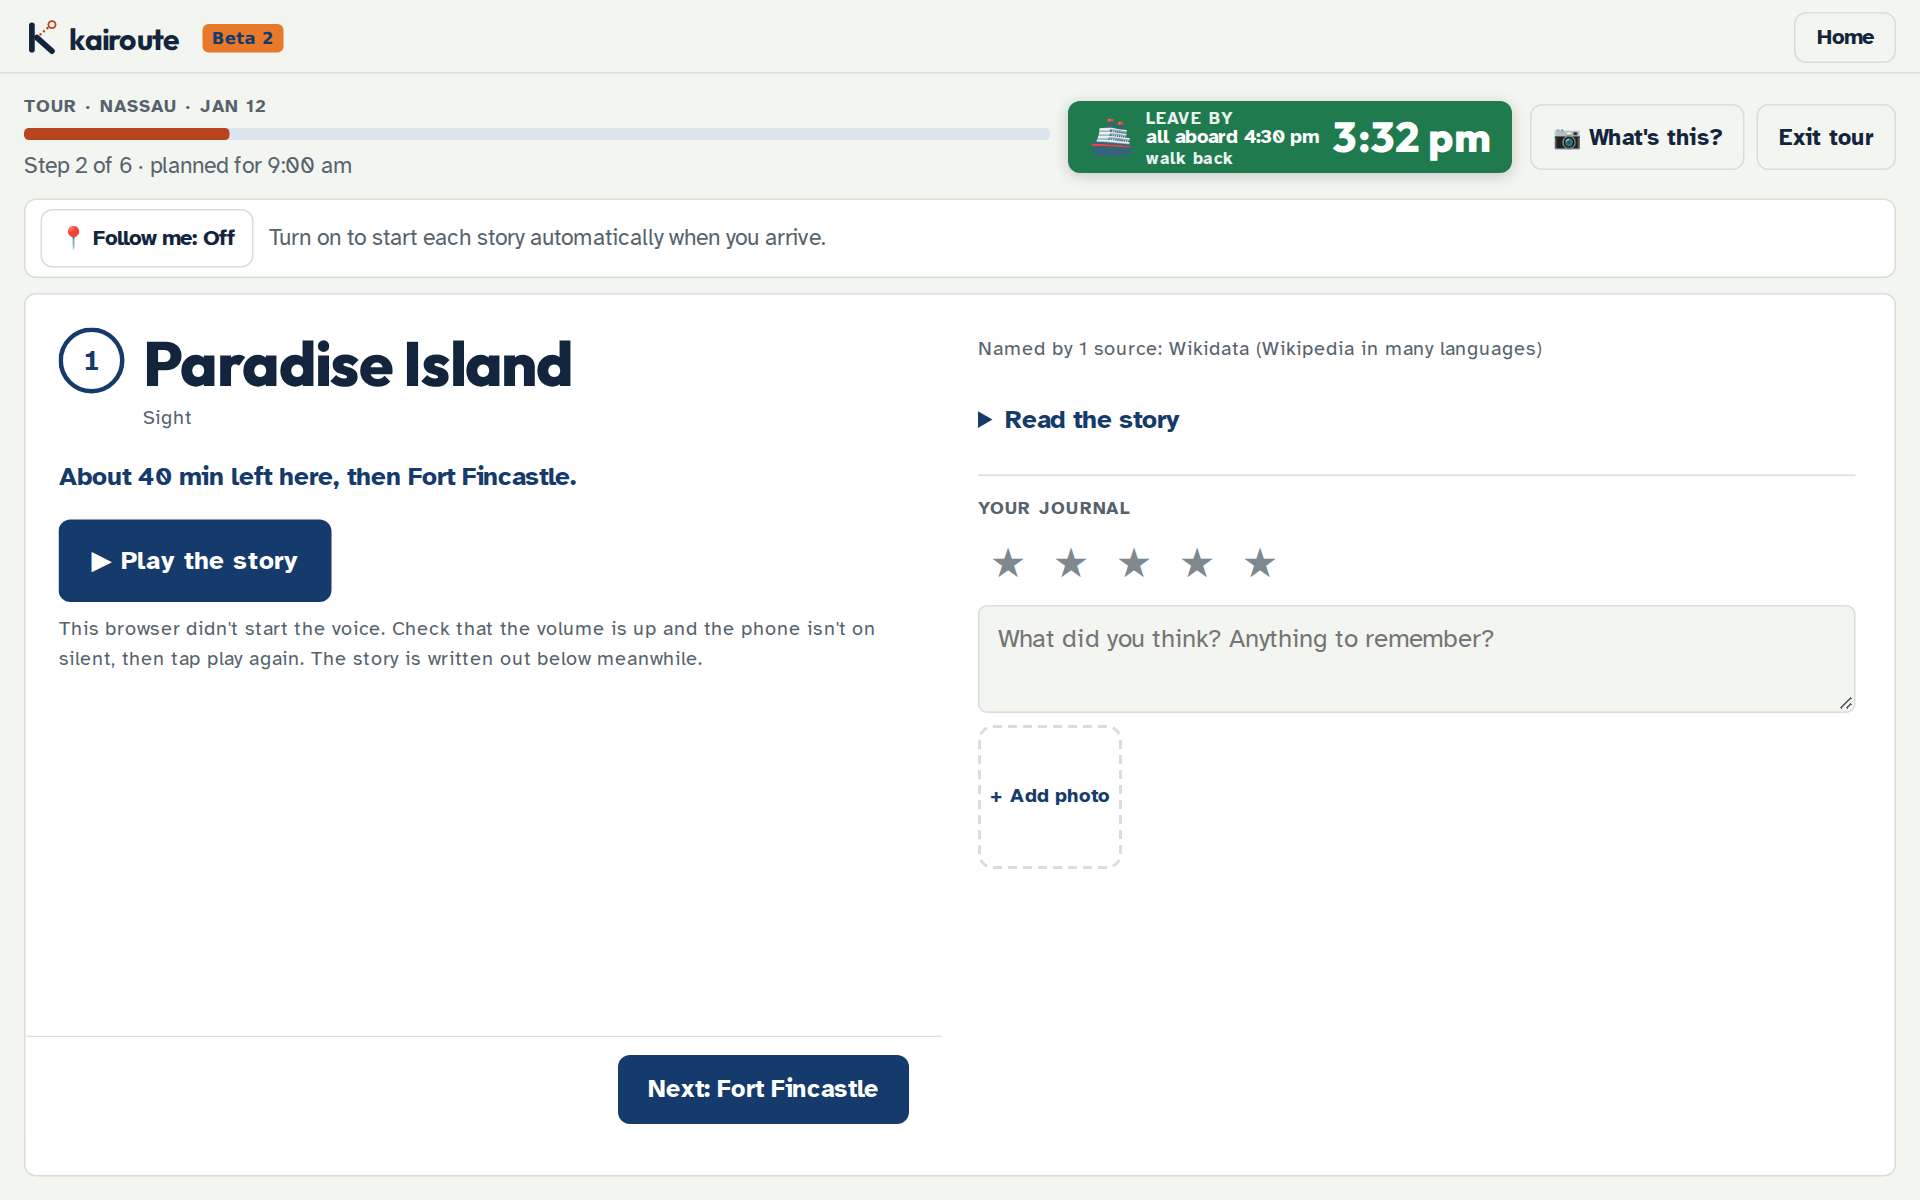 kairoute
Beta 2
Home
TOUR · NASSAU · JAN 12
Step 2 of 6 · planned for 9:00 am
LEAVE BY
all aboard 4:30 pm
walk back
3:32 pm
What's this?
Exit tour
Follow me: Off
Turn on to start each story automatically when you arrive.
1
Paradise Island
Sight
About 40 min left here, then Fort Fincastle.
▶ Play the story
This browser didn't start the voice. Check that the volume is up and the phone isn't on
silent, then tap play again. The story is written out below meanwhile.
Next: Fort Fincastle
Named by 1 source: Wikidata (Wikipedia in many languages)
▶ Read the story
YOUR JOURNAL
★ ★ ★ ★ ★
What did you think? Anything to remember?
+ Add photo